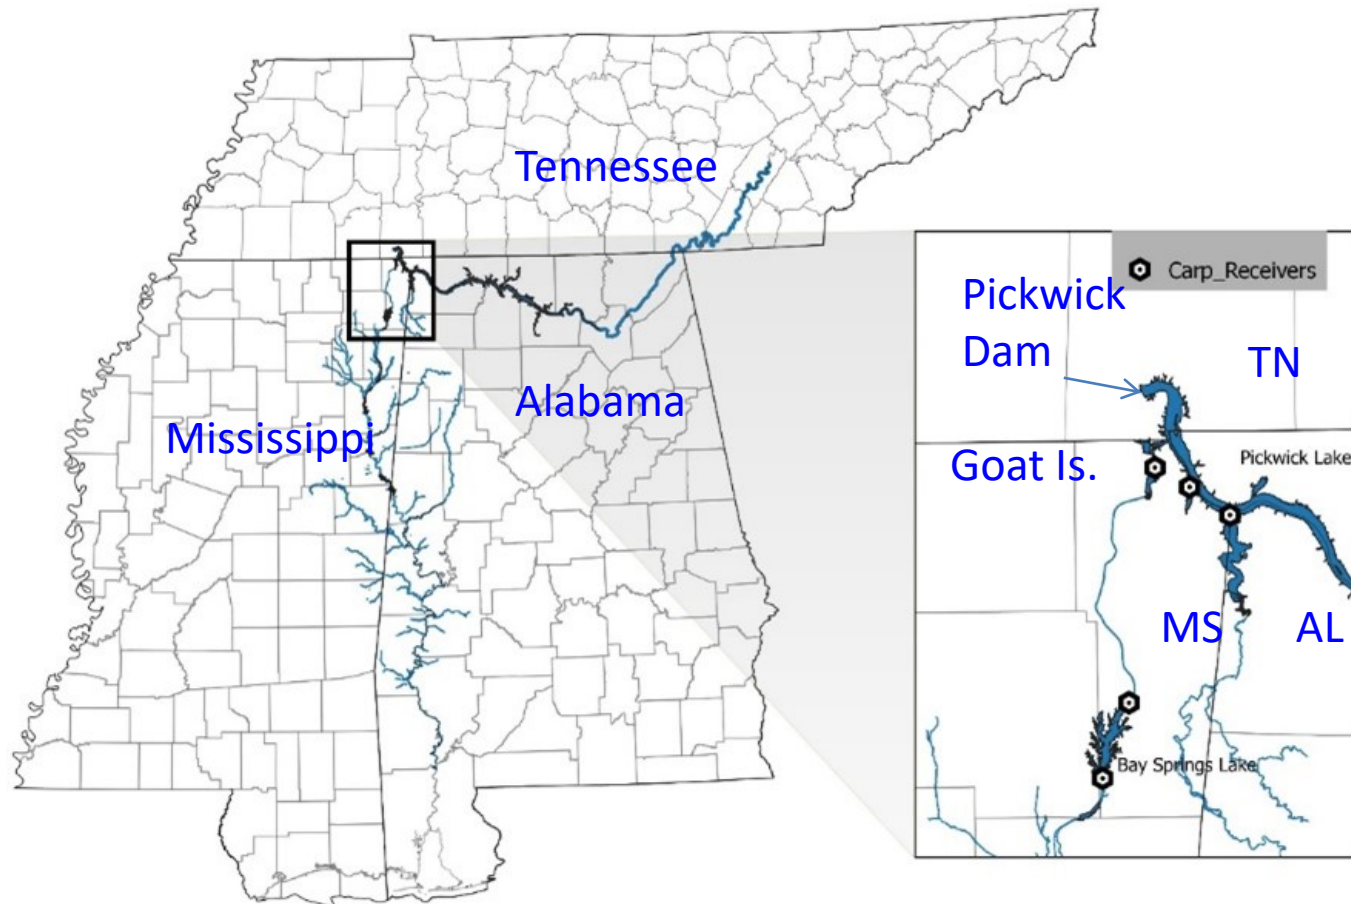 Tennessee
Alabama
Mississippi
Carp_Receivers
Pickwick
Dam
TN
Goat Is.
Pickwick Lake
MS
AL
Bay Springs Lake